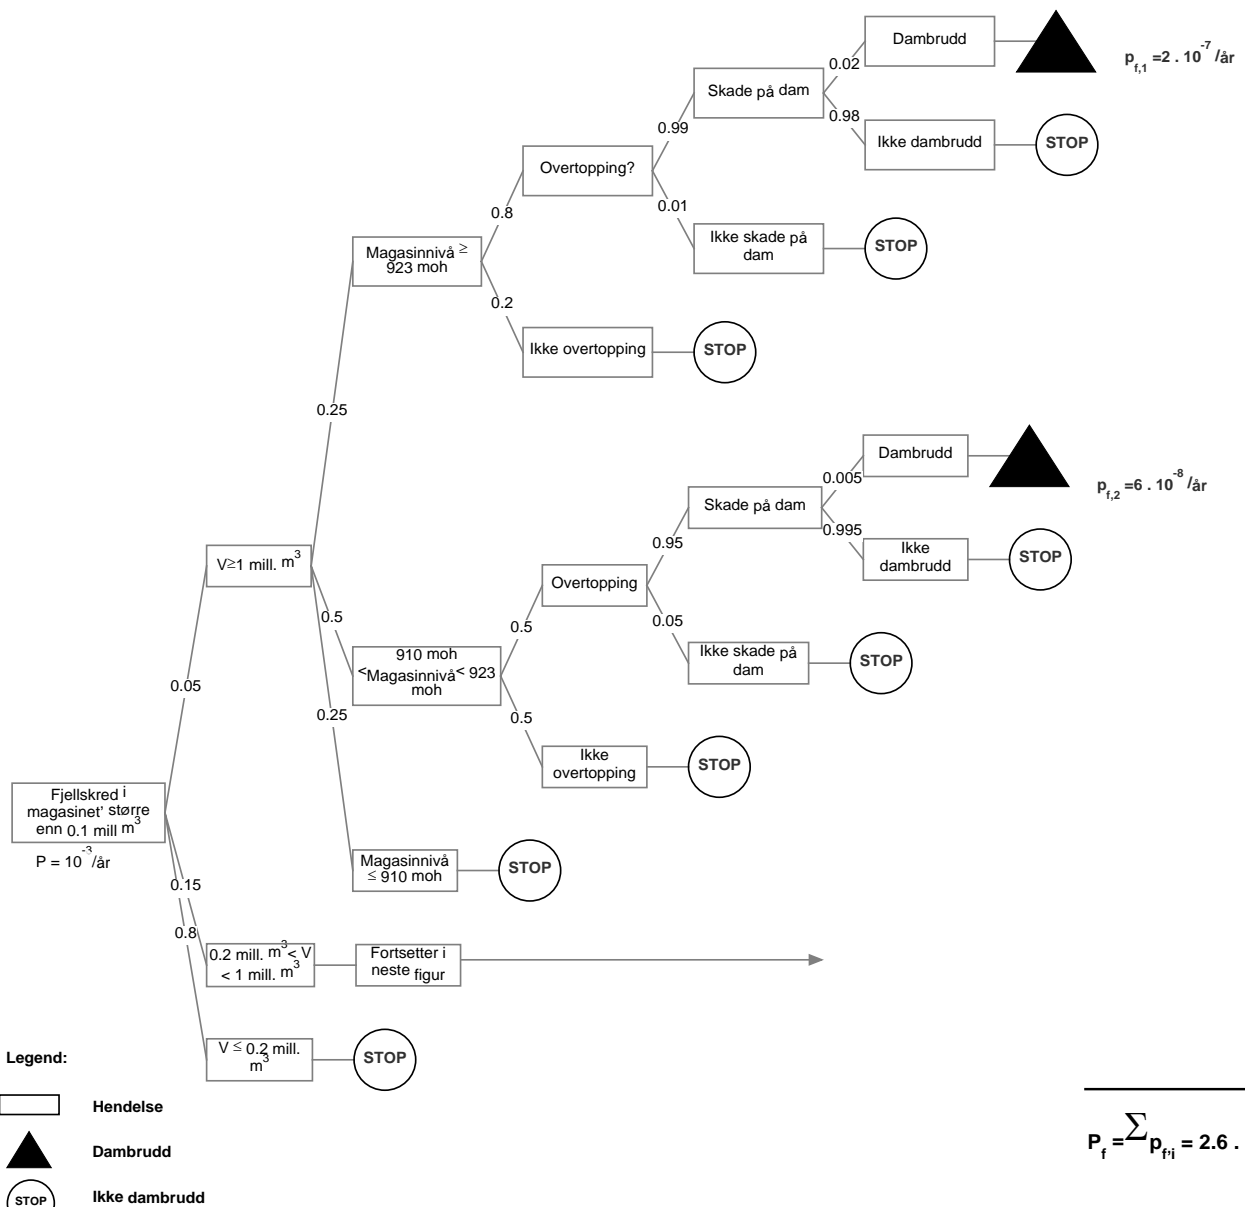 Dambrudd
0.02
p_f,1 =2 . 10^-7 /år
Skade på dam
0.98
Ikke dambrudd
STOP
0.99
Overtopping?
0.01
0.8
Ikke skade på
dam
STOP
Magasinnivå ≥
923 moh
0.2
Ikke overtopping
STOP
0.25
Dambrudd
0.005
p_f,2 =6 . 10^-8 /år
Skade på dam
0.995
Ikke
dambrudd
STOP
0.95
V≥1 mill. m³
Overtopping
0.5
0.05
0.5
910 moh
<Magasinnivå< 923
moh
Ikke skade på
dam
STOP
0.05
0.25
0.5
Ikke
overtopping
STOP
Fjellskred i
magasinet' større
enn 0.1 mill m³
P = 10^-3/år
Magasinnivå
≤ 910 moh
STOP
0.15
0.8
0.2 mill. m³< V
< 1 mill. m³
Fortsetter i
neste figur
V ≤ 0.2 mill.
m³
STOP
Legend:
Hendelse
Dambrudd
STOP
Ikke dambrudd
P_f =∑ p_f,i = 2.6 .